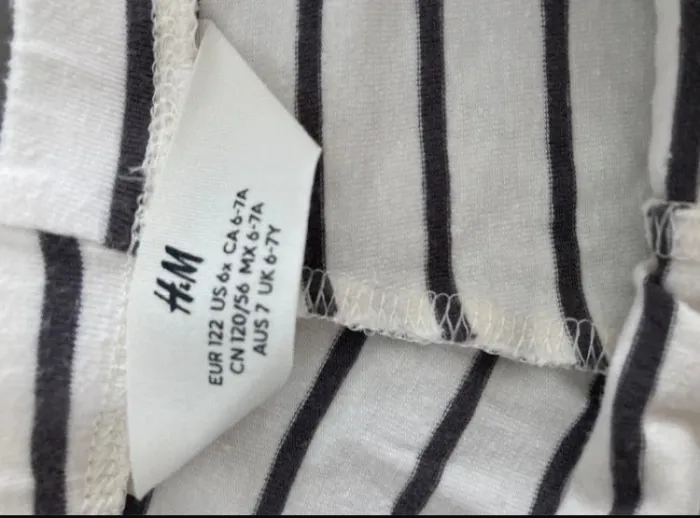 H&M
EUR 122 US 6x CA 6-7A
CN 120/56 MX 6-7A
AUS 7 UK 6-7Y